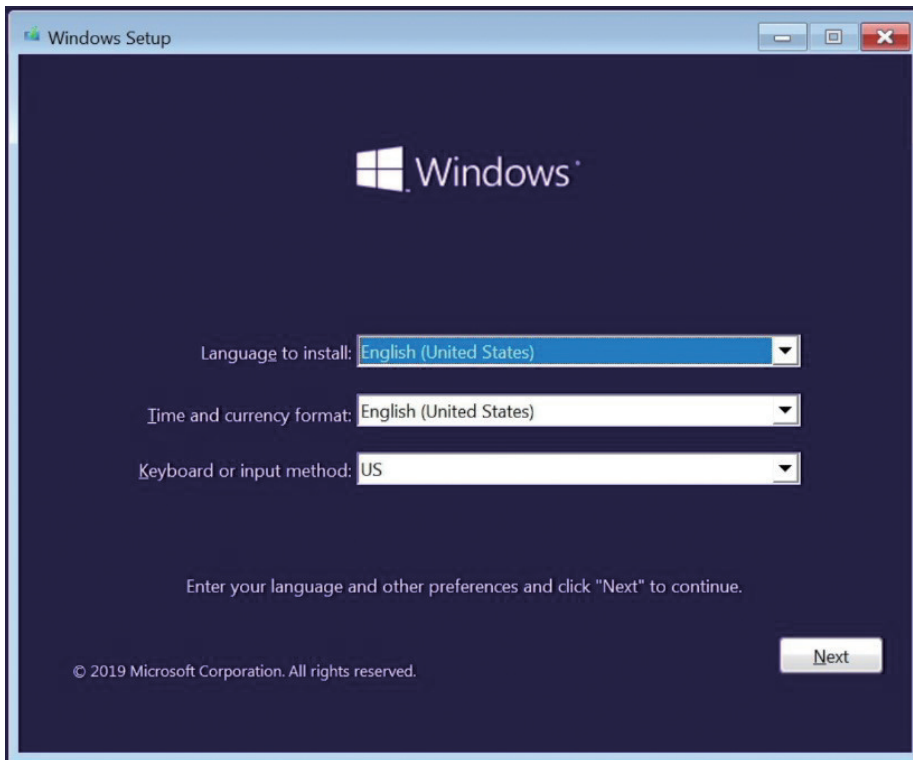 Windows Setup
Windows
Language to install: English (United States)
Time and currency format: English (United States)
Keyboard or input method: US
Enter your language and other preferences and click "Next" to continue.
Next
© 2019 Microsoft Corporation. All rights reserved.